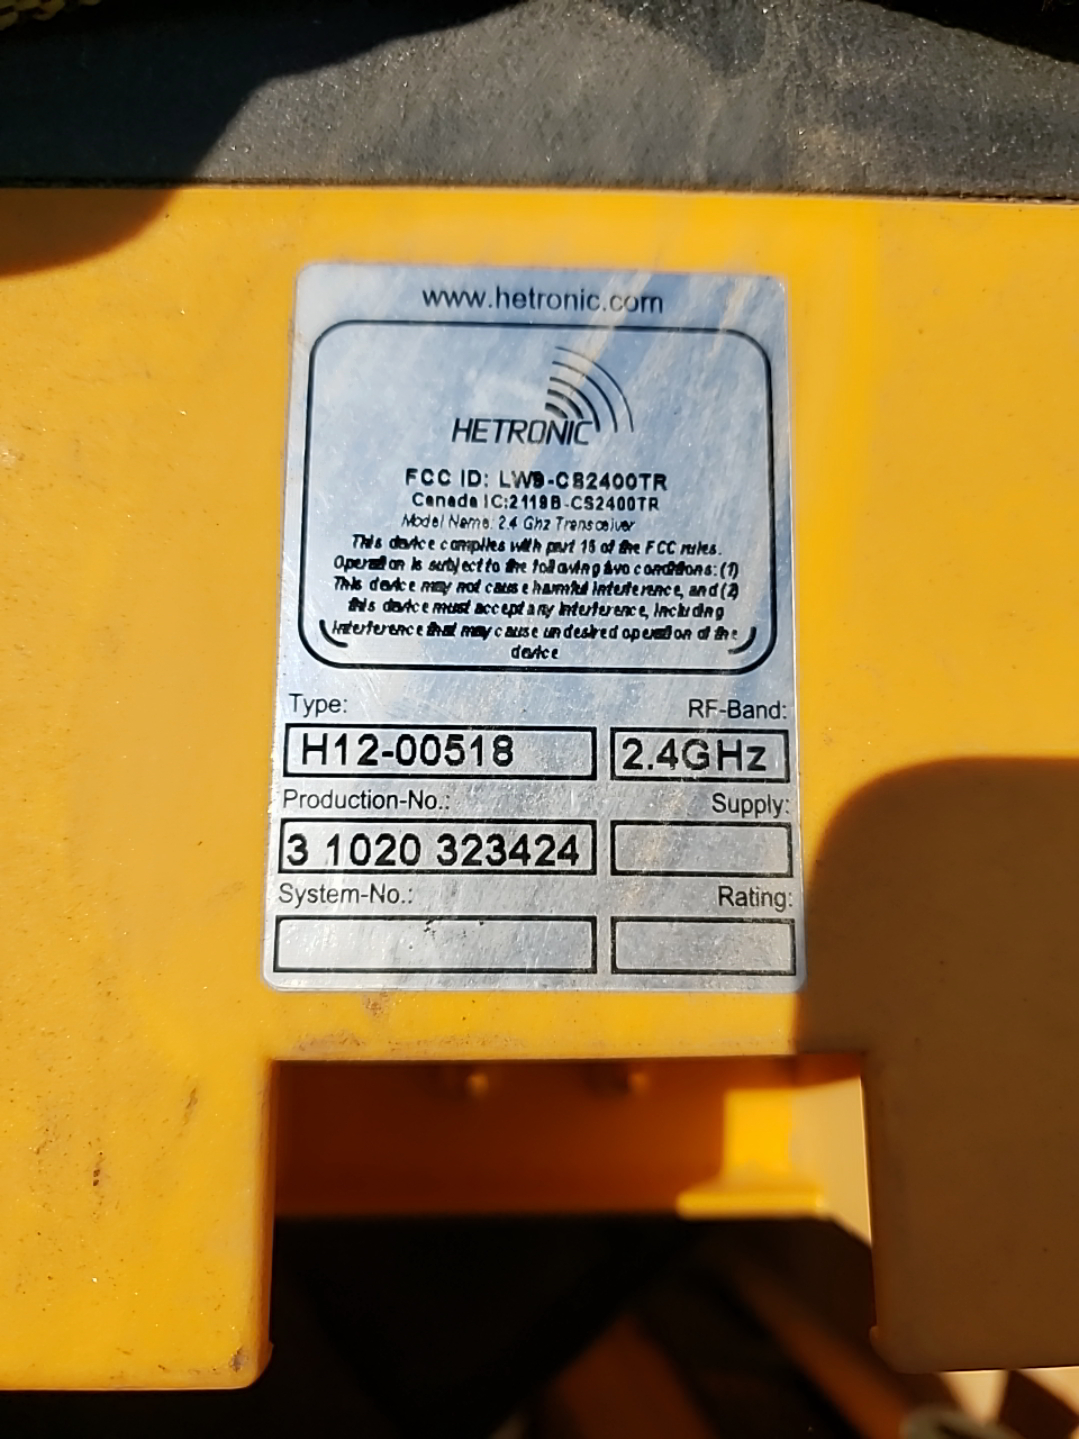 www.hetronic.com
HETRONIC
FCC ID: LW9-CS2400TR
Canada IC:2119B-CS2400TR
Model Name: 2.4 Ghz Transceiver
This device complies with part 15 of the FCC rules.
Operation is subject to the following two conditions: (1)
This device may not cause harmful interference, and (2)
this device must accept any interference, including
interference that may cause undesired operation of the
device
Type: RF-Band:
H12-00518 2.4GHz
Production-No.: Supply:
3 1020 323424
System-No.: Rating: